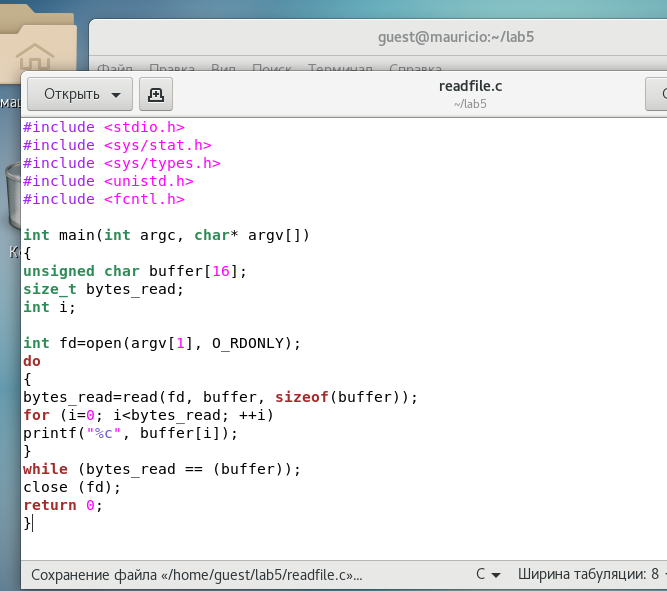 guest@mauricio:~/lab5
Файл Правка Вид Поиск Терминал Справка
Открыть
readfile.c
~/lab5
#include <stdio.h>
#include <sys/stat.h>
#include <sys/types.h>
#include <unistd.h>
#include <fcntl.h>
int main(int argc, char* argv[])
{
unsigned char buffer[16];
size_t bytes_read;
int i;
int fd=open(argv[1], O_RDONLY);
do
{
bytes_read=read(fd, buffer, sizeof(buffer));
for (i=0; i<bytes_read; ++i)
printf("%c", buffer[i]);
}
while (bytes_read == (buffer));
close (fd);
return 0;
}
Сохранение файла «/home/guest/lab5/readfile.c»...
C
Ширина табуляции: 8